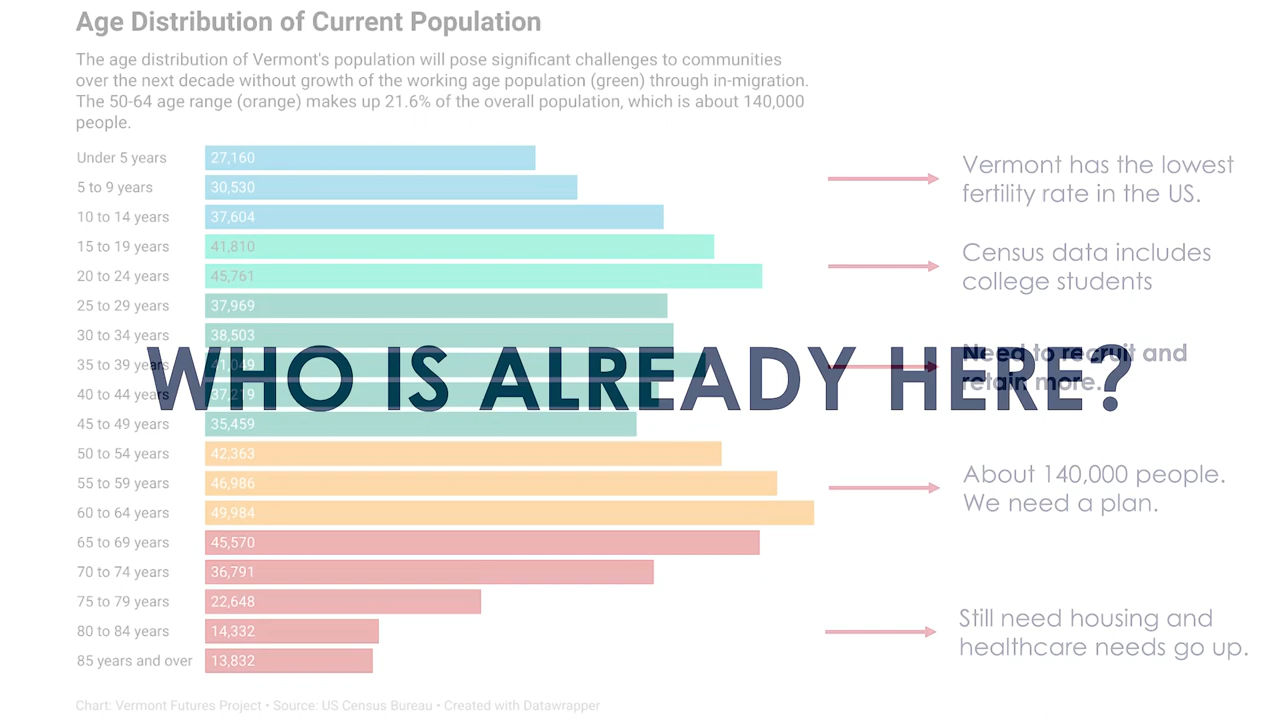 Age Distribution of Current Population
The age distribution of Vermont's population will pose significant challenges to communities
over the next decade without growth of the working age population (green) through in-migration.
The 50-64 age range (orange) makes up 21.6% of the overall population, which is about 140,000
people.
Under 5 years 27,160
5 to 9 years 30,530
10 to 14 years 37,604
15 to 19 years 41,810
20 to 24 years 45,761
25 to 29 years 37,969
30 to 34 years 38,503
35 to 39 years 41,049
40 to 44 years 37,219
45 to 49 years 35,459
50 to 54 years 42,363
55 to 59 years 46,986
60 to 64 years 49,984
65 to 69 years 45,570
70 to 74 years 36,791
75 to 79 years 22,648
80 to 84 years 14,332
85 years and over 13,832
Vermont has the lowest
fertility rate in the US.
Census data includes
college students
Need to recruit and
retain more.
About 140,000 people.
We need a plan.
Still need housing and
healthcare needs go up.
WHO IS ALREADY HERE?
Chart: Vermont Futures Project • Source: US Census Bureau • Created with Datawrapper